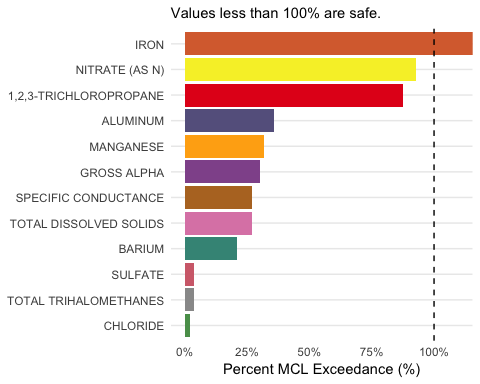 Values less than 100% are safe.
IRON
NITRATE (AS N)
1,2,3-TRICHLOROPROPANE
ALUMINUM
MANGANESE
GROSS ALPHA
SPECIFIC CONDUCTANCE
TOTAL DISSOLVED SOLIDS
BARIUM
SULFATE
TOTAL TRIHALOMETHANES
CHLORIDE
0% 25% 50% 75% 100%
Percent MCL Exceedance (%)